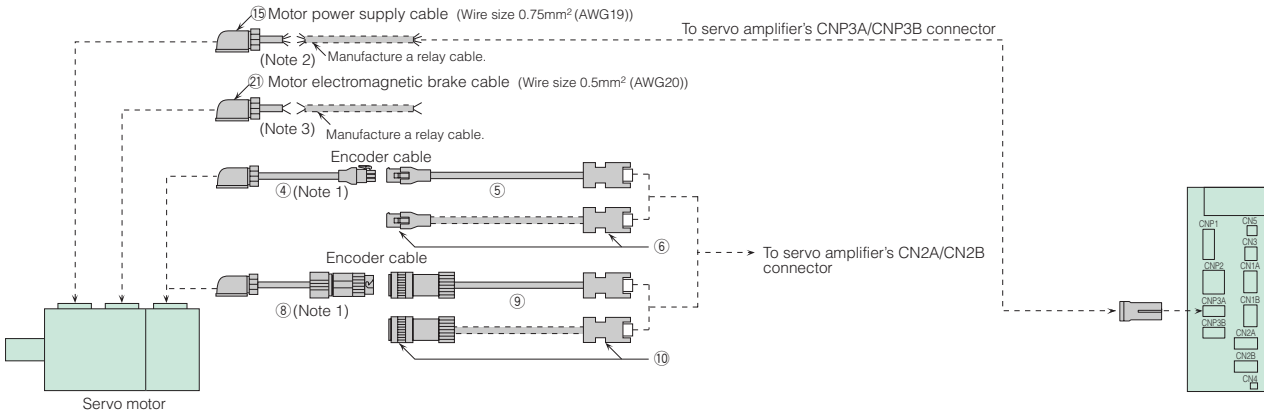 ⑮ Motor power supply cable (Wire size 0.75mm² (AWG19))
To servo amplifier's CNP3A/CNP3B connector
(Note 2)
Manufacture a relay cable.
㉑ Motor electromagnetic brake cable (Wire size 0.5mm² (AWG20))
(Note 3)
Manufacture a relay cable.
Encoder cable
④ (Note 1)
⑤
⑥
To servo amplifier's CN2A/CN2B
connector
Encoder cable
⑧ (Note 1)
⑨
⑩
Servo motor
CNP1
CN5
CN3
CNP2
CN1A
CNP3A
CN1B
CNP3B
CN2A
CN2B
CN4